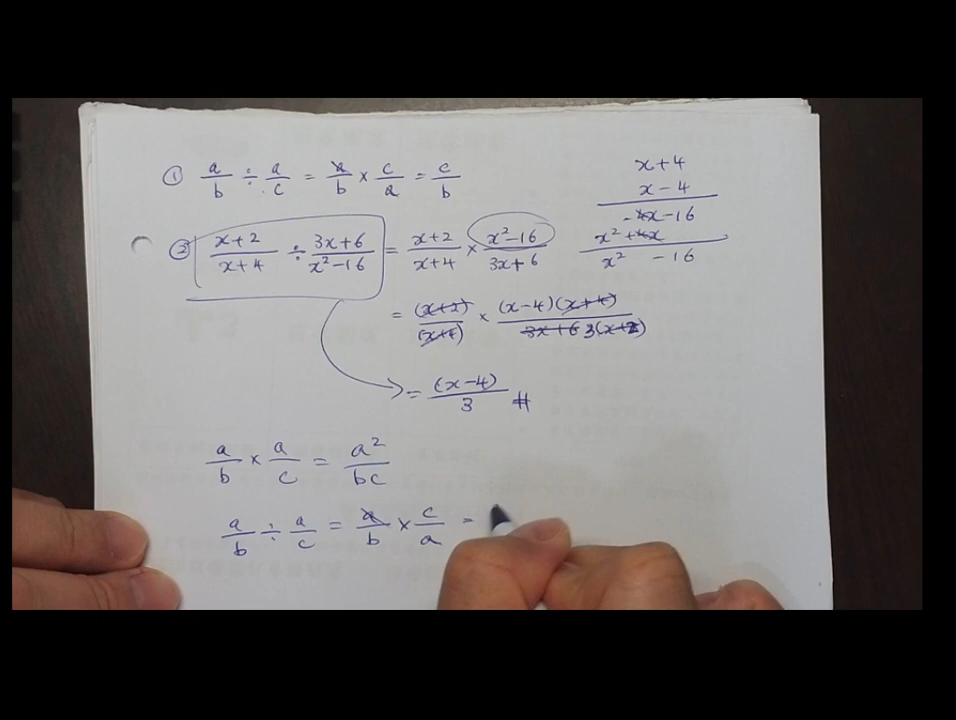 ① a/b ÷ a/c = a/b × c/a = c/b
② (x+2)/(x+4) ÷ (3x+6)/(x²-16) = (x+2)/(x+4) × (x²-16)/(3x+6)
= (x+2)/(x+4) × (x-4)(x+4)/3x+6 3(x+2)
= (x-4)/3 #
a/b × a/c = a²/bc
a/b ÷ a/c = a/b × c/a =
x+4
x-4
-4x-16
x²+4x
x² -16